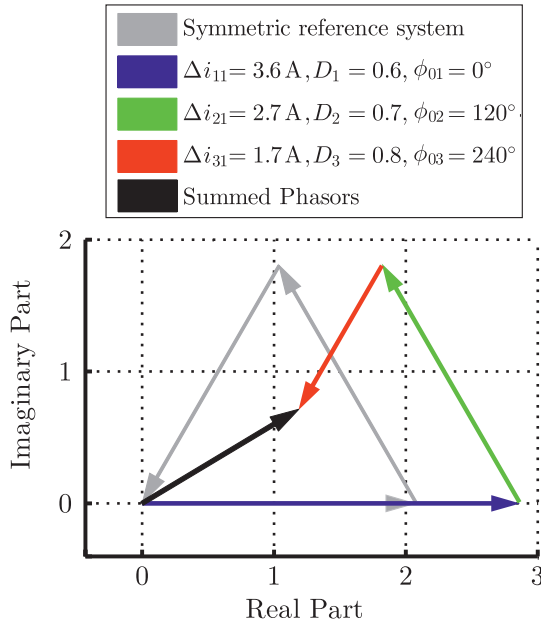 Symmetric reference system
Δi₁₁= 3.6 A, D₁ = 0.6, ϕ₀₁ = 0°
Δi₂₁= 2.7 A, D₂ = 0.7, ϕ₀₂ = 120°
Δi₃₁= 1.7 A, D₃ = 0.8, ϕ₀₃ = 240°
Summed Phasors
2
1
0
Imaginary Part
0 1 2 3
Real Part